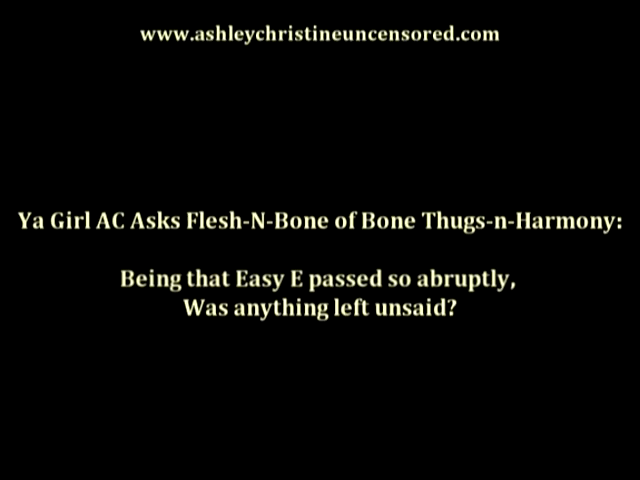 www.ashleychristineuncensored.com
Ya Girl AC Asks Flesh-N-Bone of Bone Thugs-n-Harmony:
Being that Easy E passed so abruptly,
Was anything left unsaid?